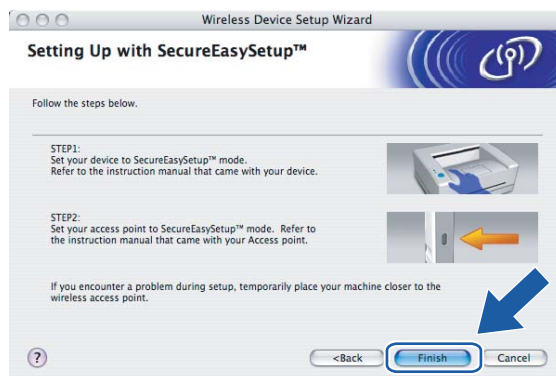 Wireless Device Setup Wizard
Setting Up with SecureEasySetup™
Follow the steps below.
STEP1:
Set your device to SecureEasySetup™ mode.
Refer to the instruction manual that came with your device.
STEP2:
Set your access point to SecureEasySetup™ mode. Refer to
the instruction manual that came with your Access point.
If you encounter a problem during setup, temporarily place your machine closer to the
wireless access point.
?
<Back
Finish
Cancel